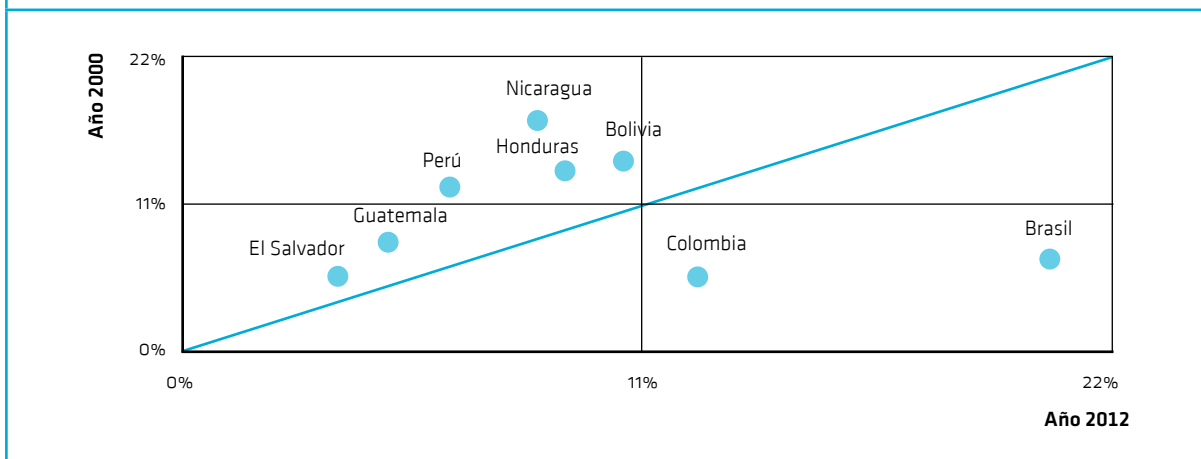 Año 2000
22%
Nicaragua
Bolivia
Honduras
Perú
11%
Guatemala
El Salvador
Colombia
Brasil
0%
0%
11%
22%
Año 2012